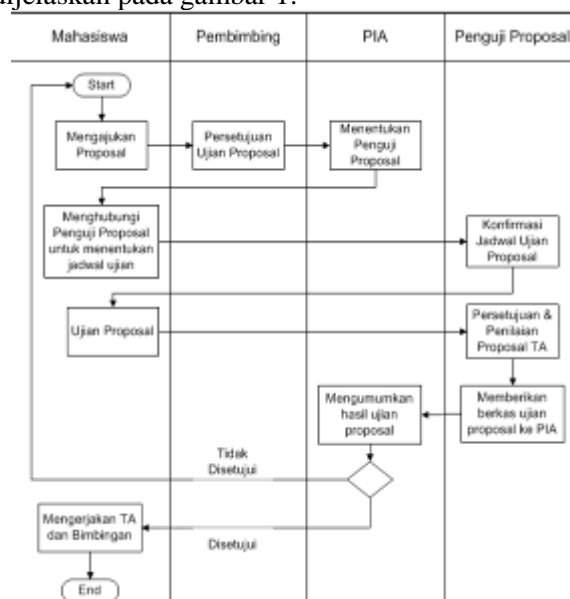 dijelaskan pada gambar 1.
Mahasiswa
Pembimbing
PIA
Penguji Proposal
Start
Mengajukan
Proposal
Persetujuan
Ujian Proposal
Menentukan
Penguji
Proposal
Menghubungi
Penguji Proposal
untuk menentukan
jadwal ujian
Konfirmasi
Jadwal Ujian
Proposal
Ujian Proposal
Persetujuan &
Penilaian
Proposal TA
Mengumumkan
hasil ujian
proposal
Memberikan
berkas ujian
proposal ke PIA
Tidak
Disetujui
Mengerjakan TA
dan Bimbingan
Disetujui
End